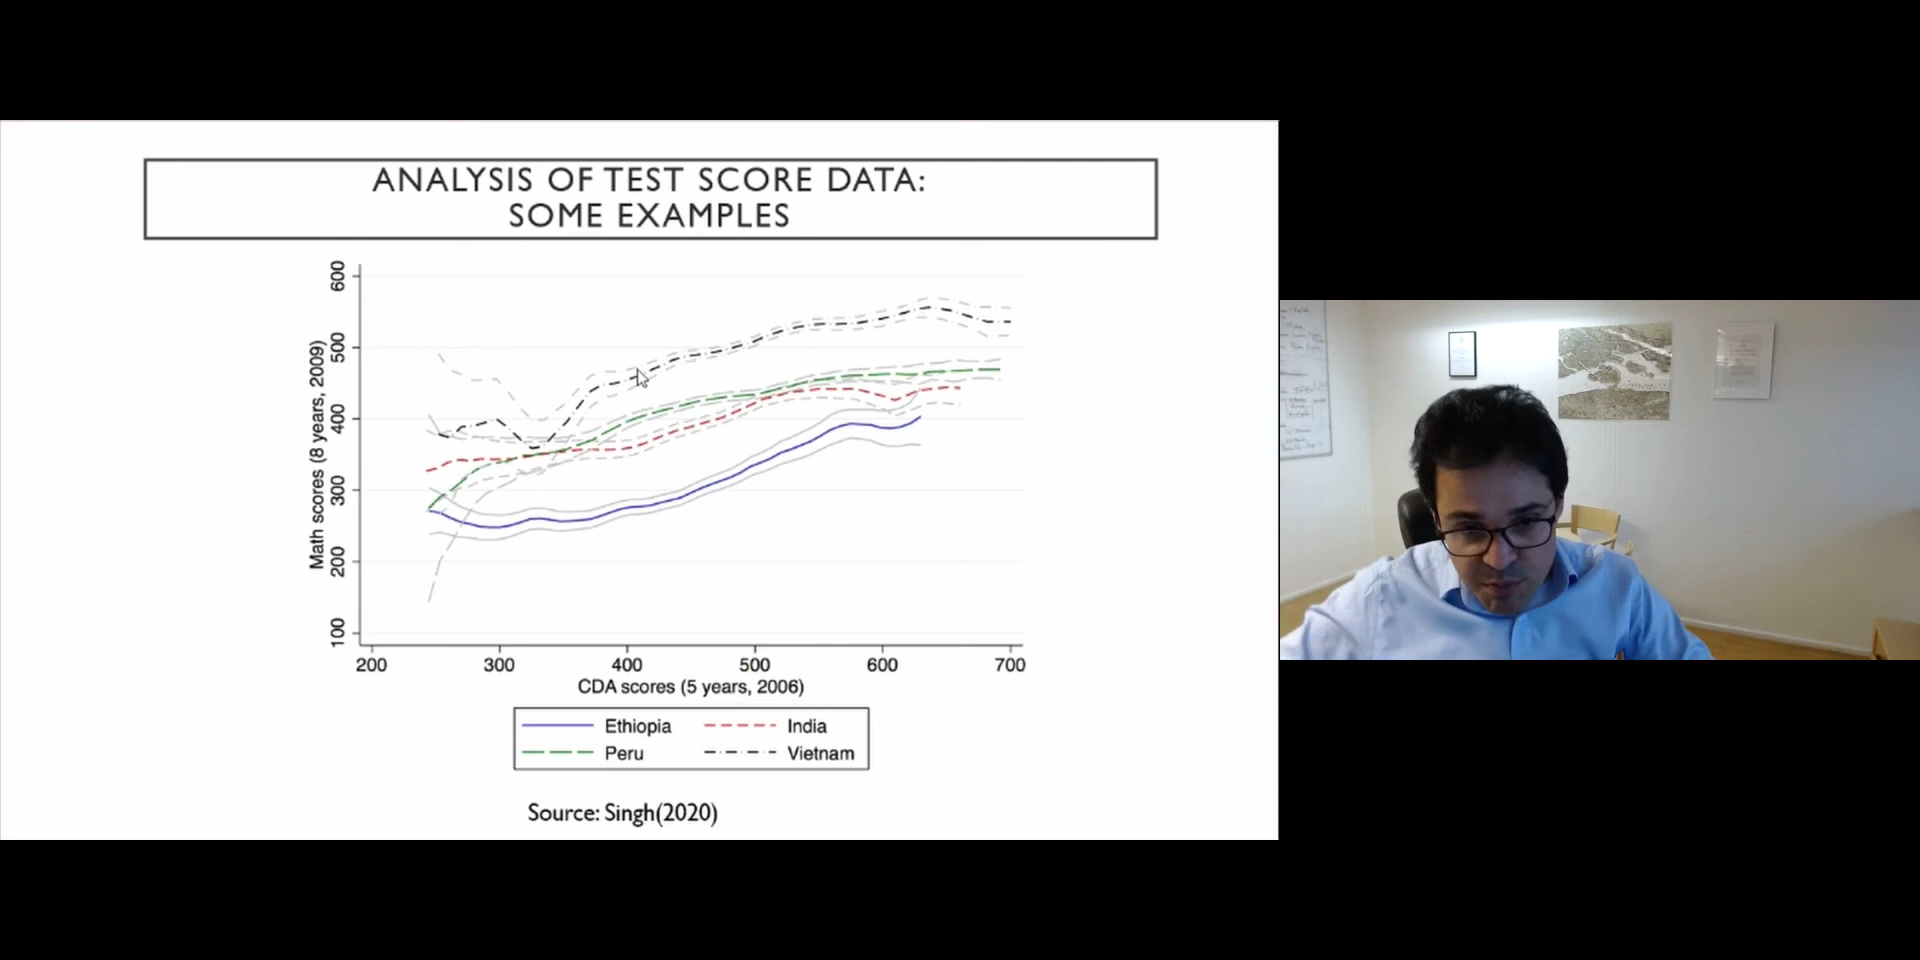 ANALYSIS OF TEST SCORE DATA:
SOME EXAMPLES
Math scores (8 years, 2009)
600
500
400
300
200
100
200 300 400 500 600 700
CDA scores (5 years, 2006)
Ethiopia India
Peru Vietnam
Source: Singh(2020)